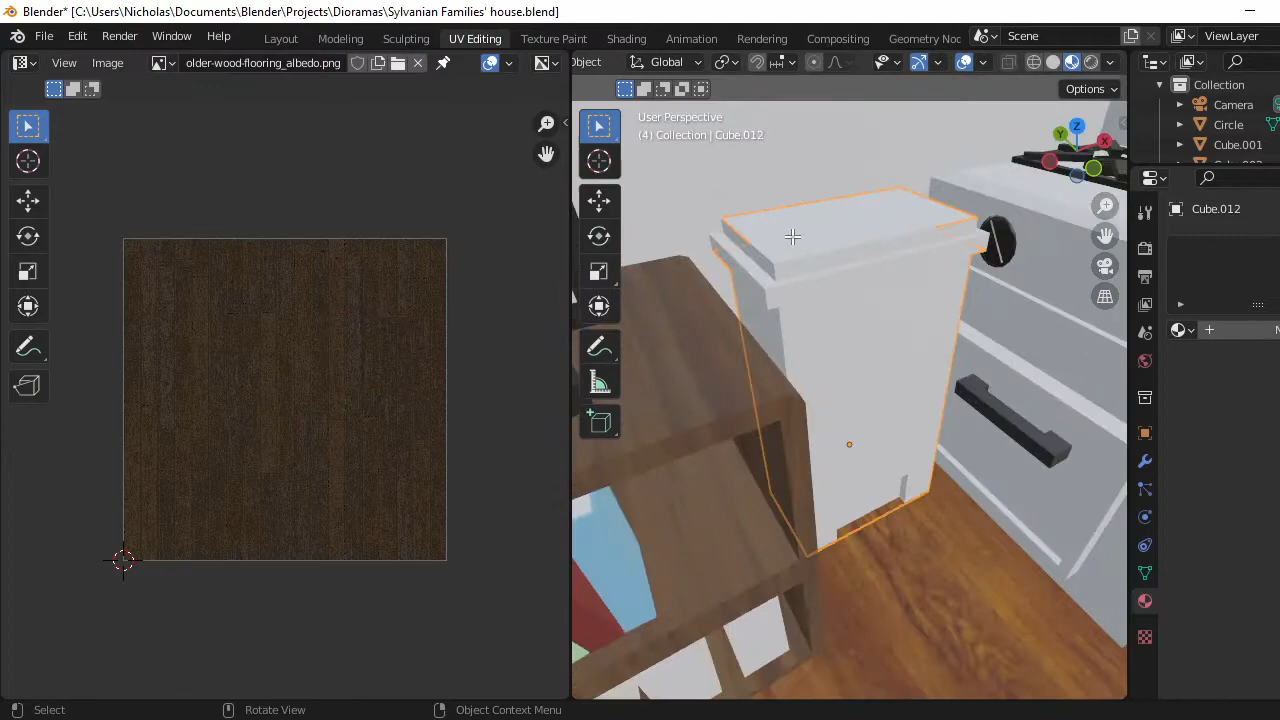 Blender* [C:\Users\Nicholas\Documents\Blender\Projects\Dioramas\Sylvanian Families' house.blend]
File Edit Render Window Help Layout Modeling Sculpting UV Editing Texture Paint Shading Animation Rendering Compositing Geometry Noc Scene ViewLayer
View Image older-wood-flooring_albedo.png Object Global
Options
Collection
Camera
Circle
Cube.001
User Perspective
(4) Collection | Cube.012
Z
Y
X
Cube.012
Select Rotate View Object Context Menu